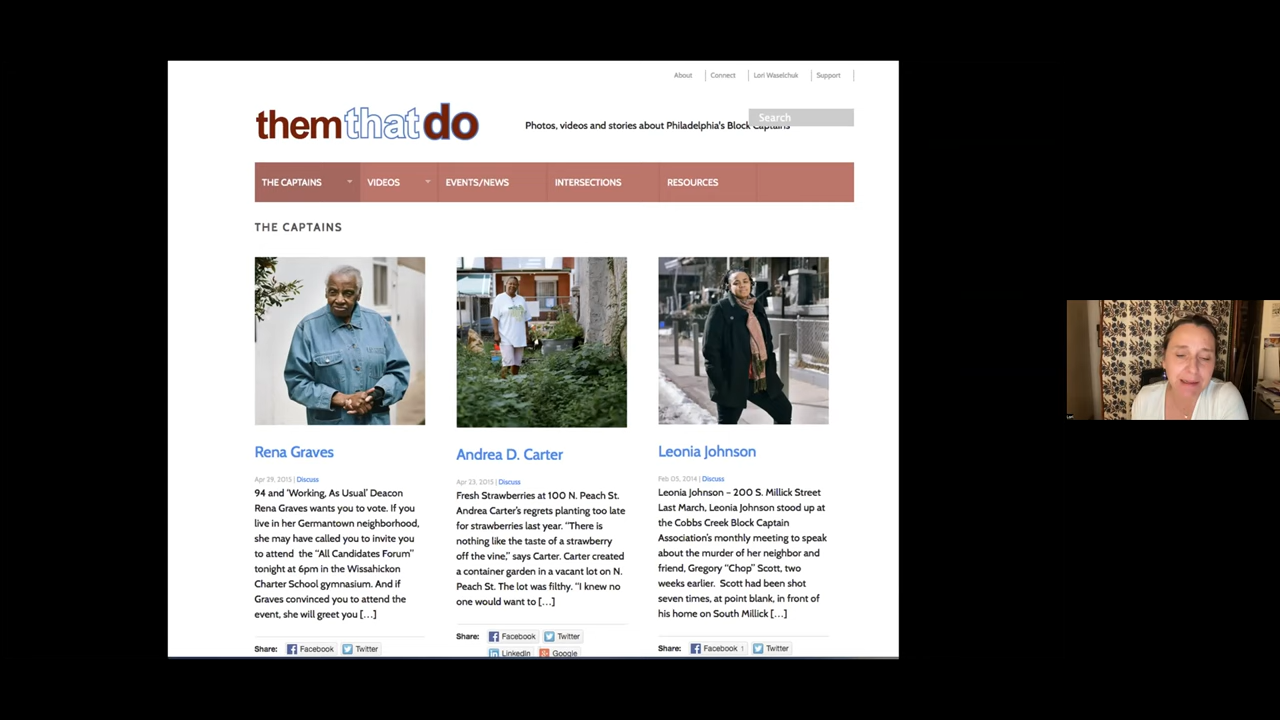 About
Connect
Lori Waselchuk
Support
themthatdo
Photos, videos and stories about Philadelphia's Block Captains
Search
THE CAPTAINS
VIDEOS
EVENTS/NEWS
INTERSECTIONS
RESOURCES
THE CAPTAINS
Rena Graves
Apr 29, 2015 | Discuss
94 and 'Working, As Usual' Deacon
Rena Graves wants you to vote. If you
live in her Germantown neighborhood,
she may have called you to invite you
to attend the "All Candidates Forum"
tonight at 6pm in the Wissahickon
Charter School gymnasium. And if
Graves convinced you to attend the
event, she will greet you [...]
Share: Facebook Twitter
Andrea D. Carter
Apr 23, 2015 | Discuss
Fresh Strawberries at 100 N. Peach St.
Andrea Carter's regrets planting too late
for strawberries last year. "There is
nothing like the taste of a strawberry
off the vine," says Carter. Carter created
a container garden in a vacant lot on N.
Peach St. The lot was filthy. "I knew no
one would want to [...]
Share: Facebook Twitter
LinkedIn Google
Leonia Johnson
Feb 05, 2014 | Discuss
Leonia Johnson – 200 S. Millick Street
Last March, Leonia Johnson stood up at
the Cobbs Creek Block Captain
Association's monthly meeting to speak
about the murder of her neighbor and
friend, Gregory "Chop" Scott, two
weeks earlier. Scott had been shot
seven times, at point blank, in front of
his home on South Millick [...]
Share: Facebook 1 Twitter